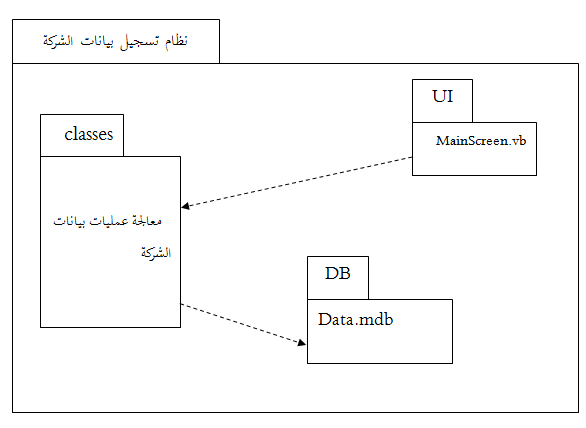 نظام تسجيل بيانات الشركة
UI
MainScreen.vb
classes
معالجة عمليات بيانات
الشركة
DB
Data.mdb